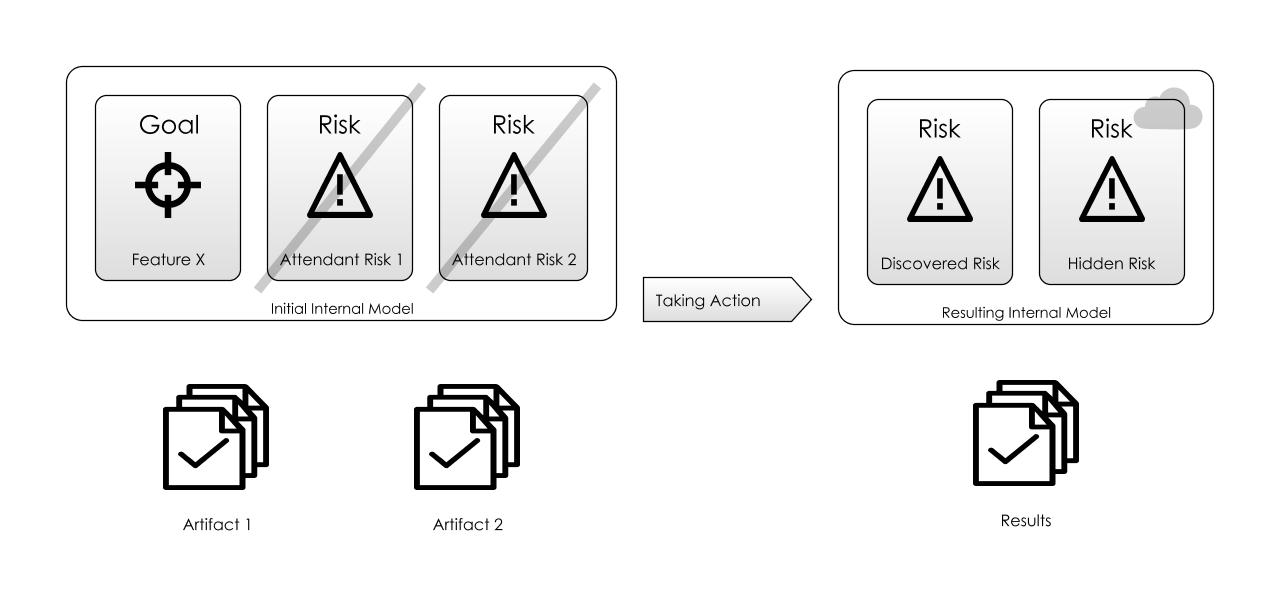 Goal
Feature X
Risk
Attendant Risk 1
Risk
Attendant Risk 2
Initial Internal Model
Taking Action
Risk
Discovered Risk
Risk
Hidden Risk
Resulting Internal Model
Artifact 1
Artifact 2
Results